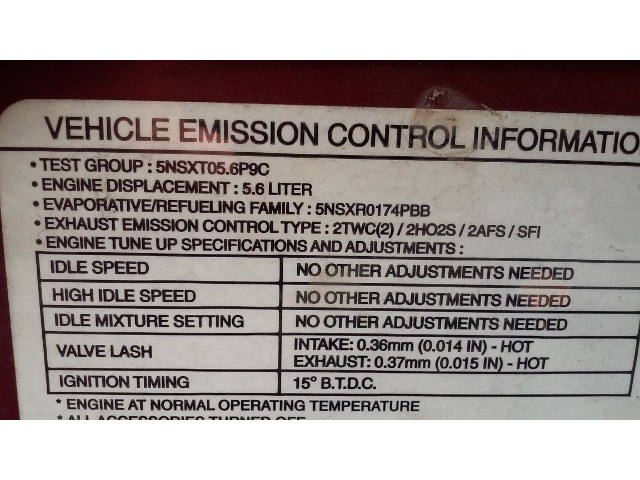 VEHICLE EMISSION CONTROL INFORMATIO
• TEST GROUP : 5NSXT05.6P9C
• ENGINE DISPLACEMENT : 5.6 LITER
• EVAPORATIVE/REFUELING FAMILY : 5NSXR0174PBB
• EXHAUST EMISSION CONTROL TYPE : 2TWC(2) / 2HO2S / 2AFS / SFI
• ENGINE TUNE UP SPECIFICATIONS AND ADJUSTMENTS :
IDLE SPEED NO OTHER ADJUSTMENTS NEEDED
HIGH IDLE SPEED NO OTHER ADJUSTMENTS NEEDED
IDLE MIXTURE SETTING NO OTHER ADJUSTMENTS NEEDED
VALVE LASH INTAKE: 0.36mm (0.014 IN) - HOT
EXHAUST: 0.37mm (0.015 IN) - HOT
IGNITION TIMING 15° B.T.D.C.
* ENGINE AT NORMAL OPERATING TEMPERATURE
* ALL ACCESSORIES TURNED OFF